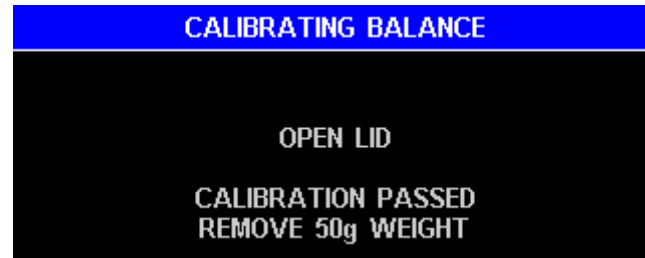 CALIBRATING BALANCE
OPEN LID
CALIBRATION PASSED
REMOVE 50g WEIGHT